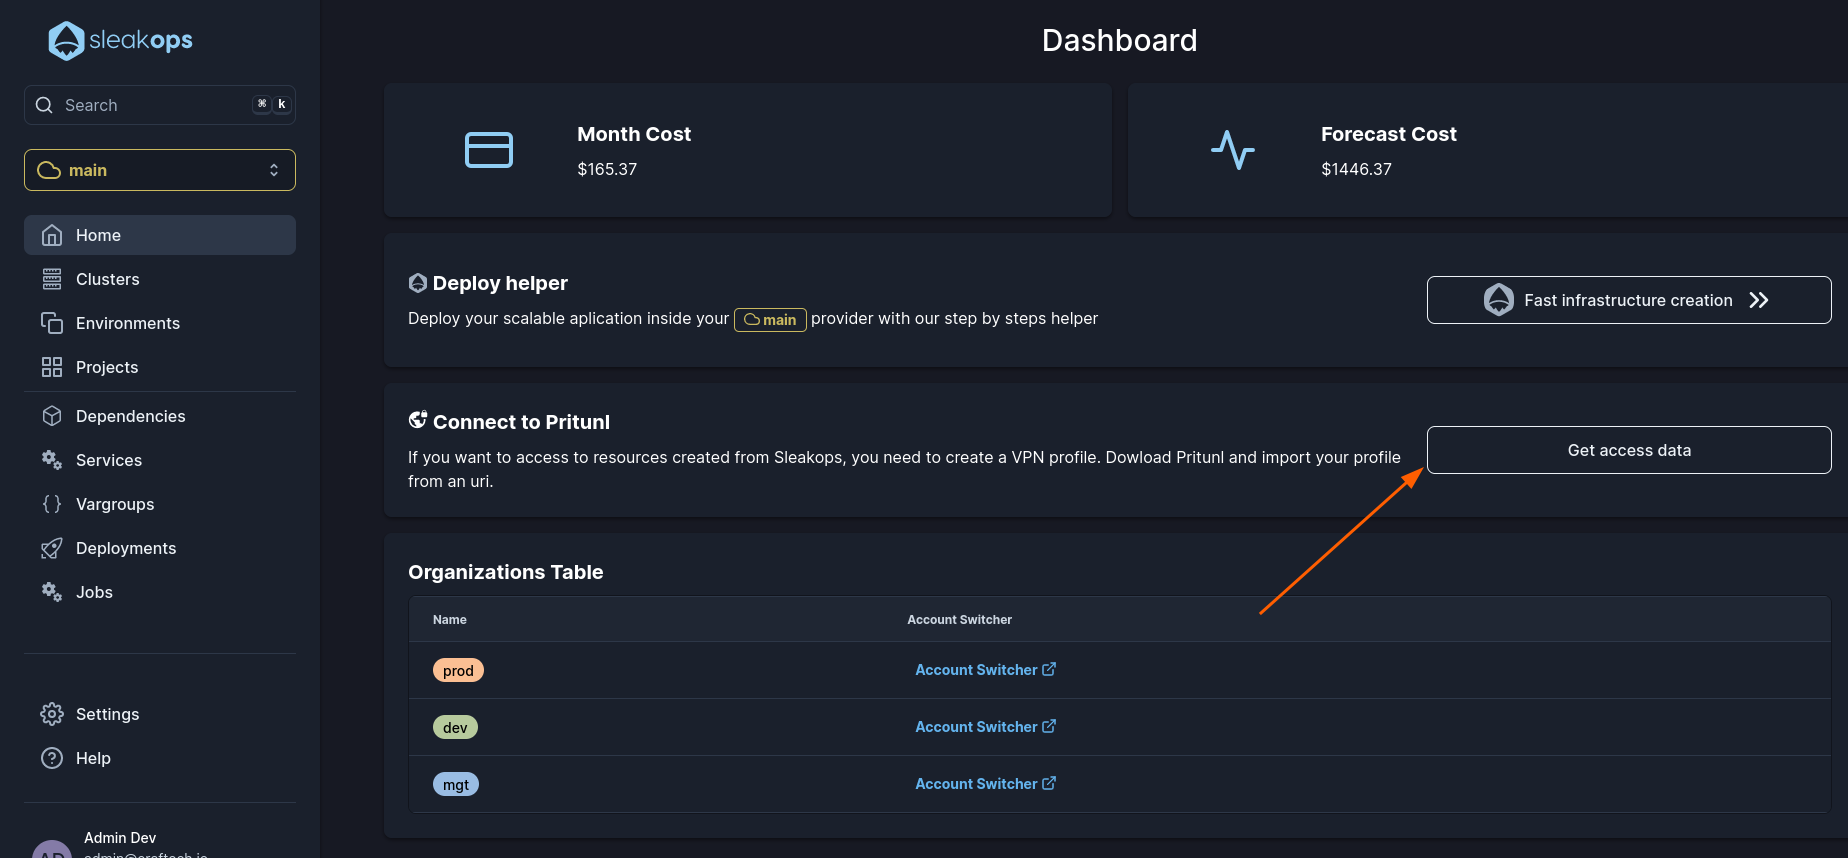 sleakops
Search ⌘ k
main
Home
Clusters
Environments
Projects
Dependencies
Services
Vargroups
Deployments
Jobs
Settings
Help
Admin Dev
Dashboard
Month Cost
$165.37
Forecast Cost
$1446.37
Deploy helper
Deploy your scalable aplication inside your main provider with our step by steps helper
Fast infrastructure creation
Connect to Pritunl
If you want to access to resources created from Sleakops, you need to create a VPN profile. Dowload Pritunl and import your profile
from an uri.
Get access data
Organizations Table
Name Account Switcher
prod Account Switcher
dev Account Switcher
mgt Account Switcher